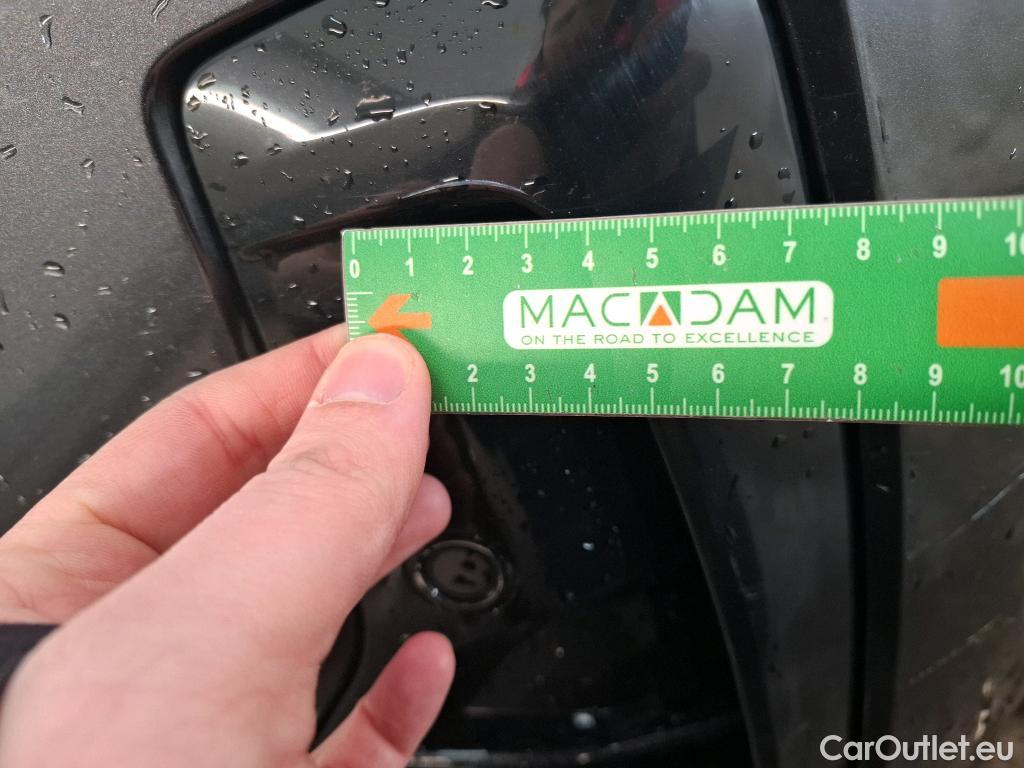 0 1 2 3 4 5 6 7 8 9 10
MACADAM
ON THE ROAD TO EXCELLENCE
2 3 4 5 6 7 8 9 10
B
CarOutlet.eu